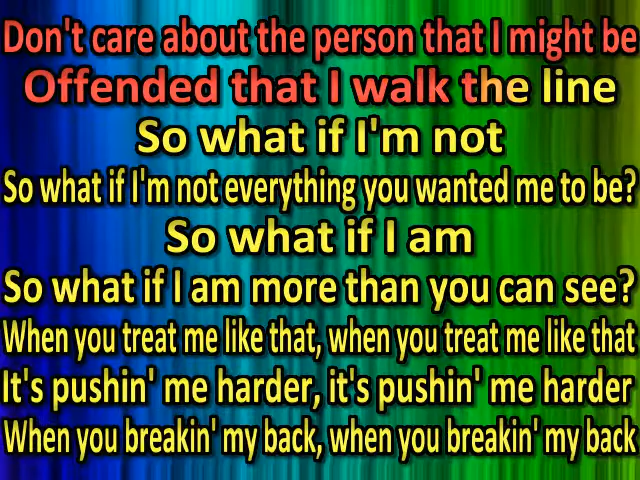 Don't care about the person that I might be
Offended that I walk the line
So what if I'm not
So what if I'm not everything you wanted me to be?
So what if I am
So what if I am more than you can see?
When you treat me like that, when you treat me like that
It's pushin' me harder, it's pushin' me harder
When you breakin' my back, when you breakin' my back